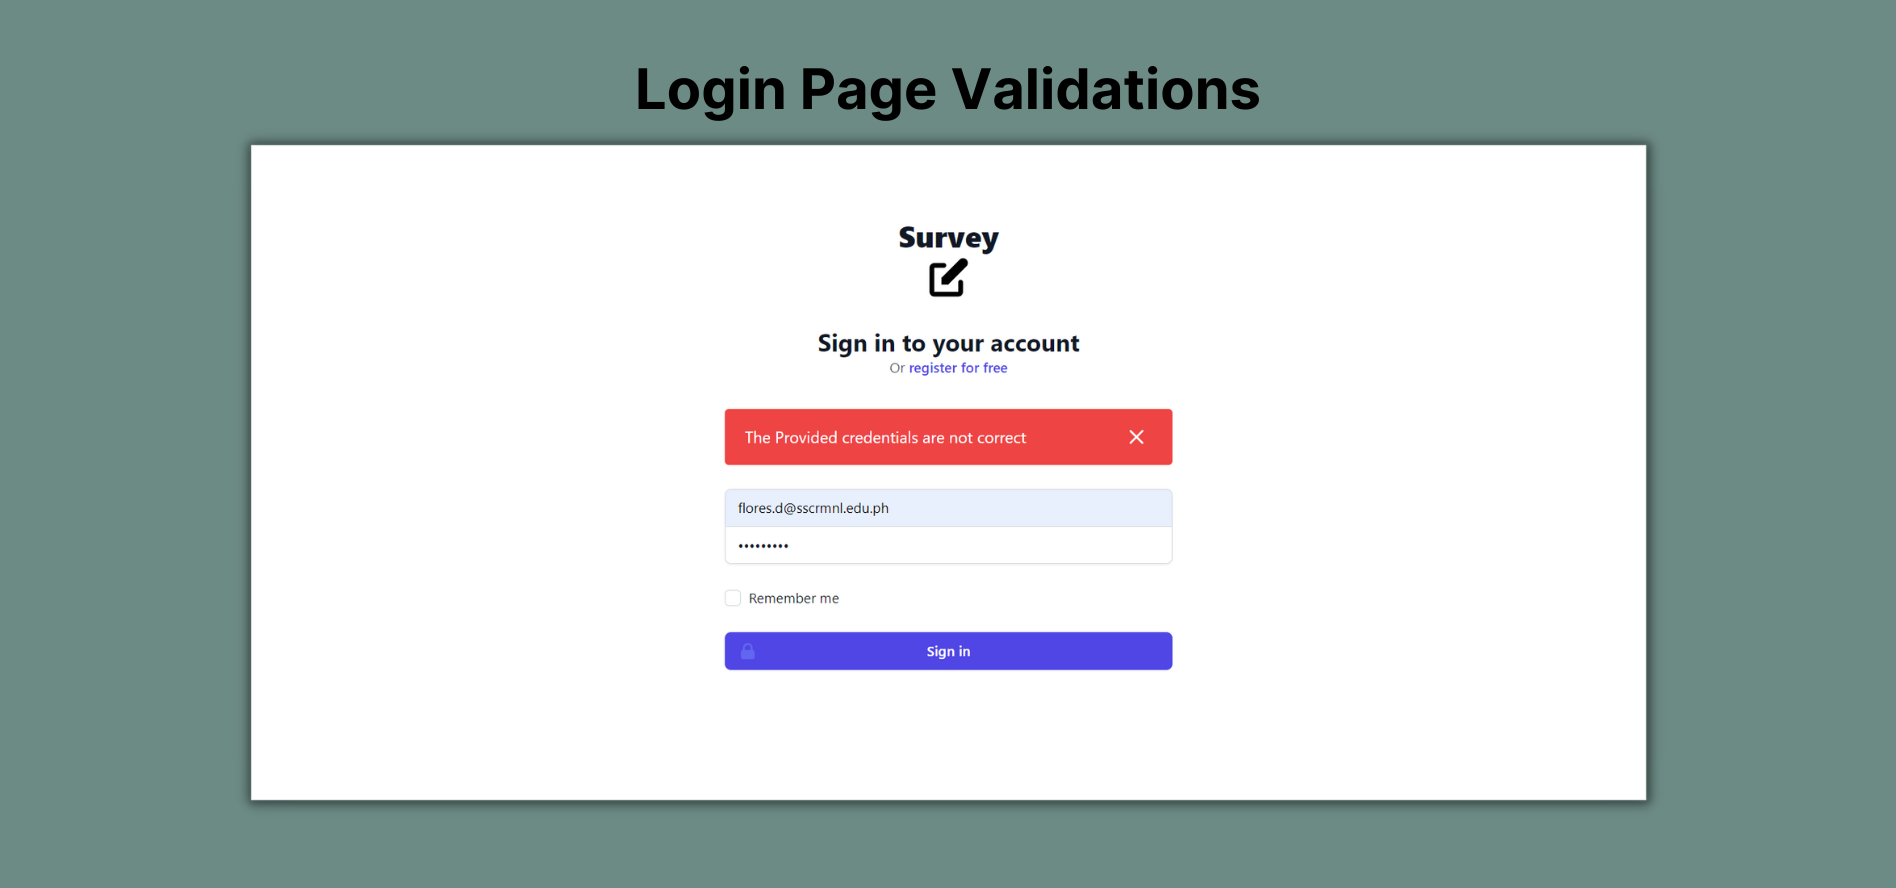 Login Page Validations
Survey
Sign in to your account
Or register for free
The Provided credentials are not correct
flores.d@sscrmnl.edu.ph
•••••••••
Remember me
Sign in